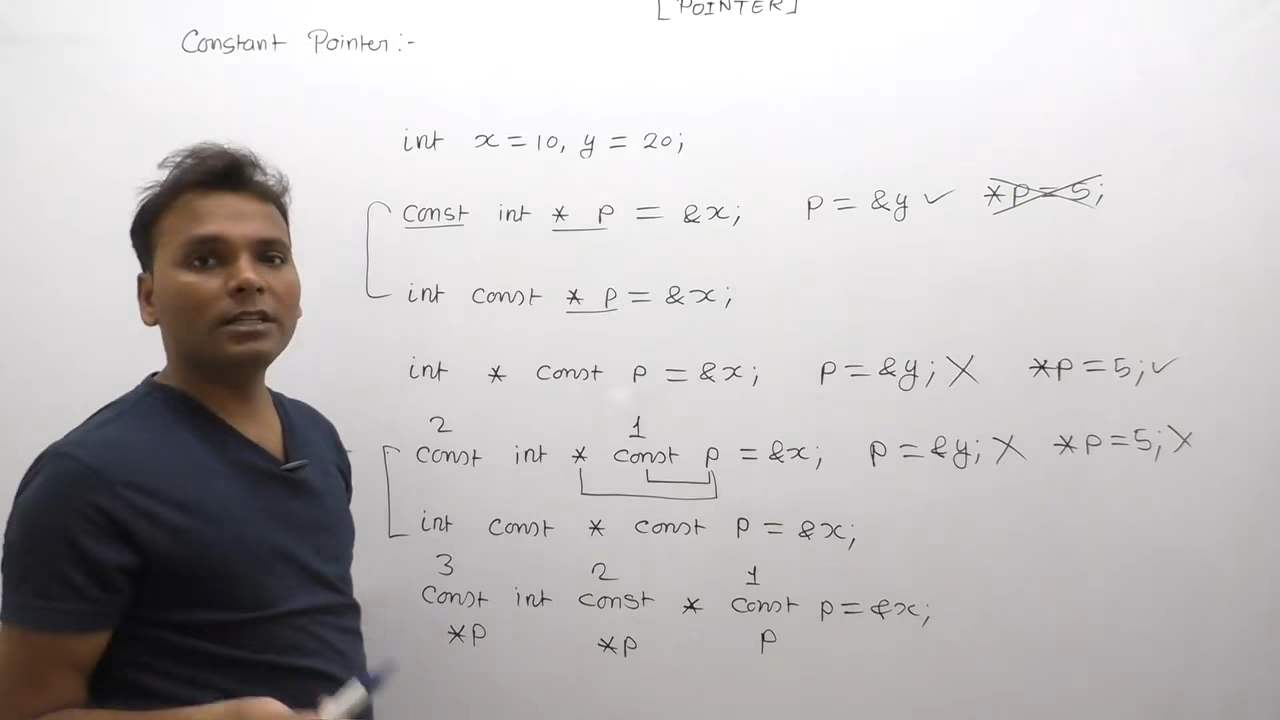 [POINTER]
Constant Pointer:-
int x = 10, y = 20;
const int * p = &x; p = &y ✓ *p = 5;
int const * p = &x;
int * const p = &x; p = &y; X *p = 5; ✓
2 1
const int * const p = &x; p = &y; X *p = 5; X
int const * const p = &x;
3 2 1
const int const * const p = &x;
*p *p p